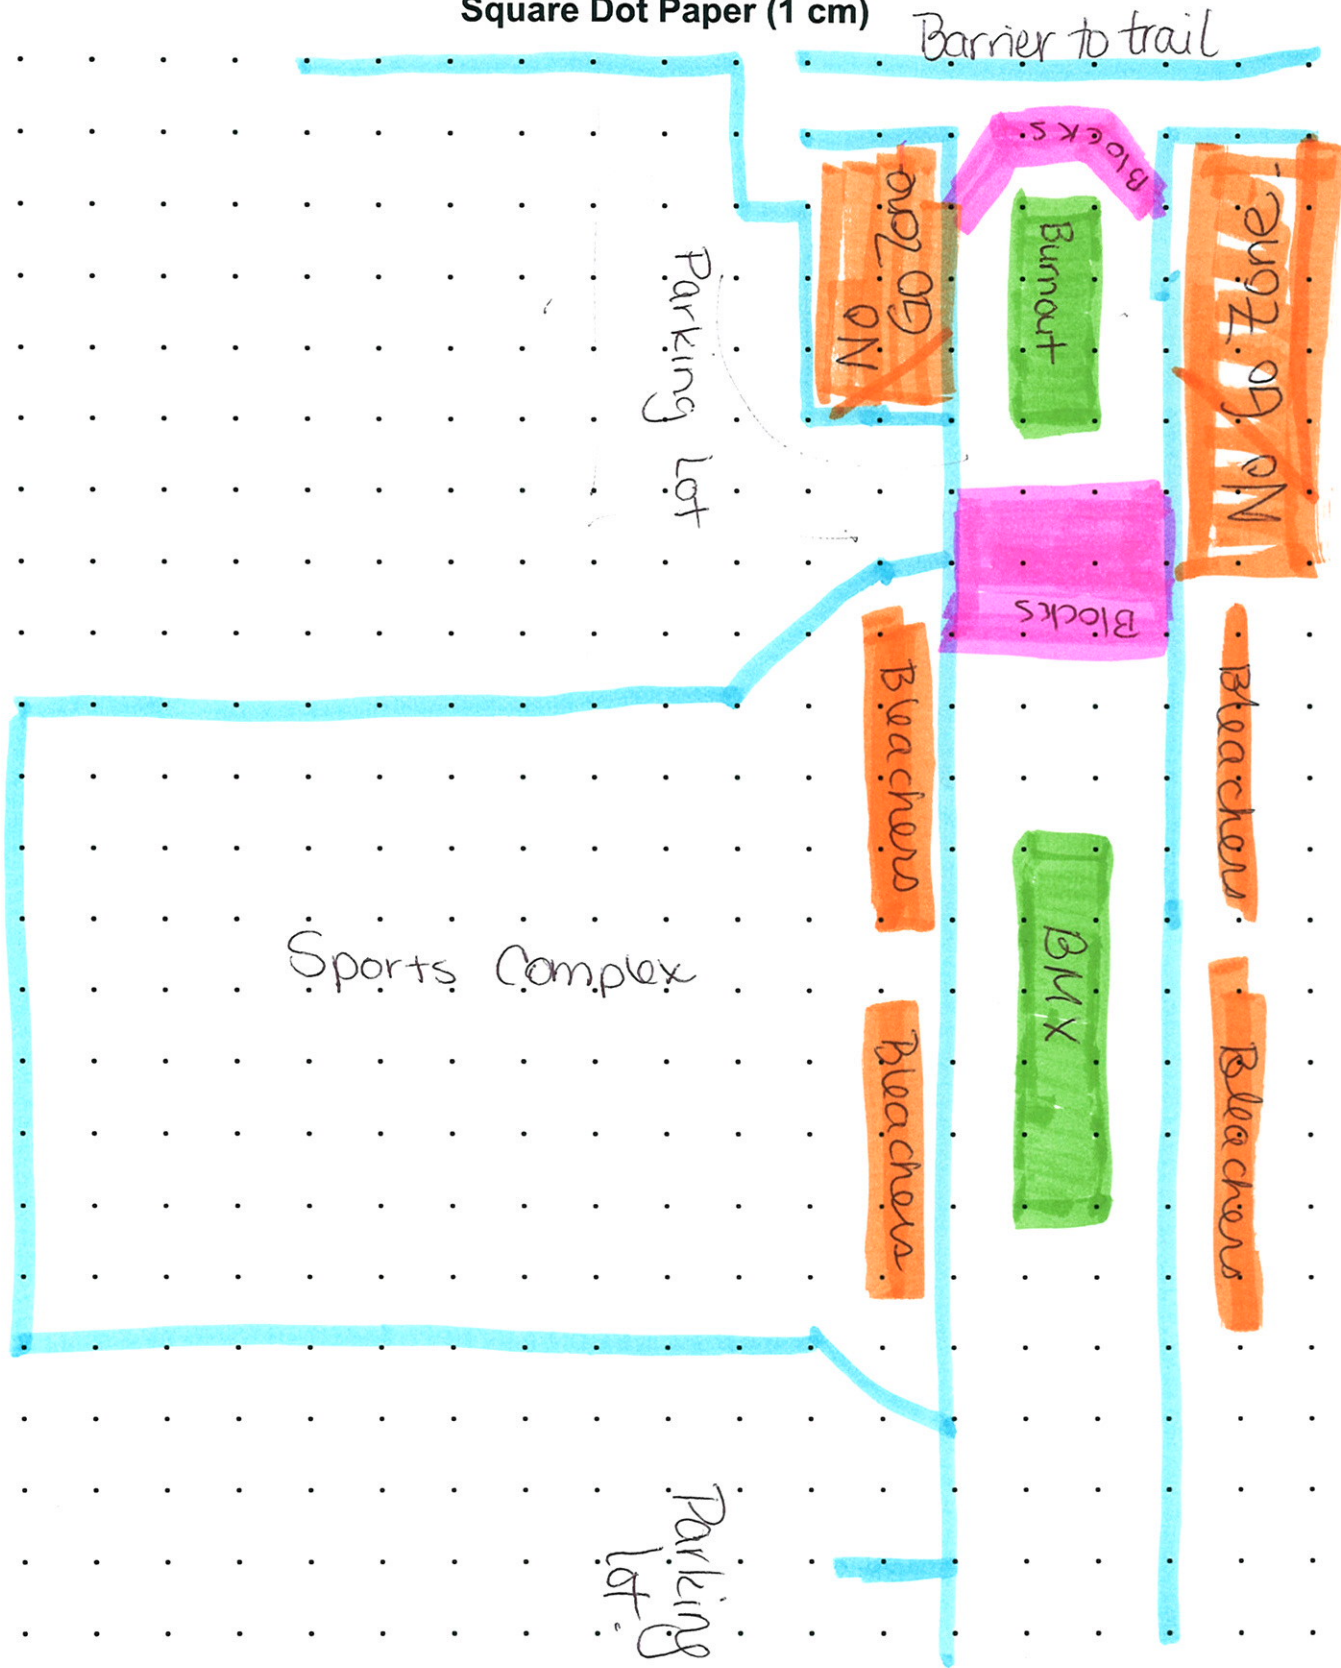 Square Dot Paper (1 cm)
Barrier to trail
Blocks
No
Go Zone
Burnout
No Go Zone
Parking Lot
Blocks
Bleachers
Bleachers
Sports Complex
BMX
Bleachers
Bleachers
Parking
Lot